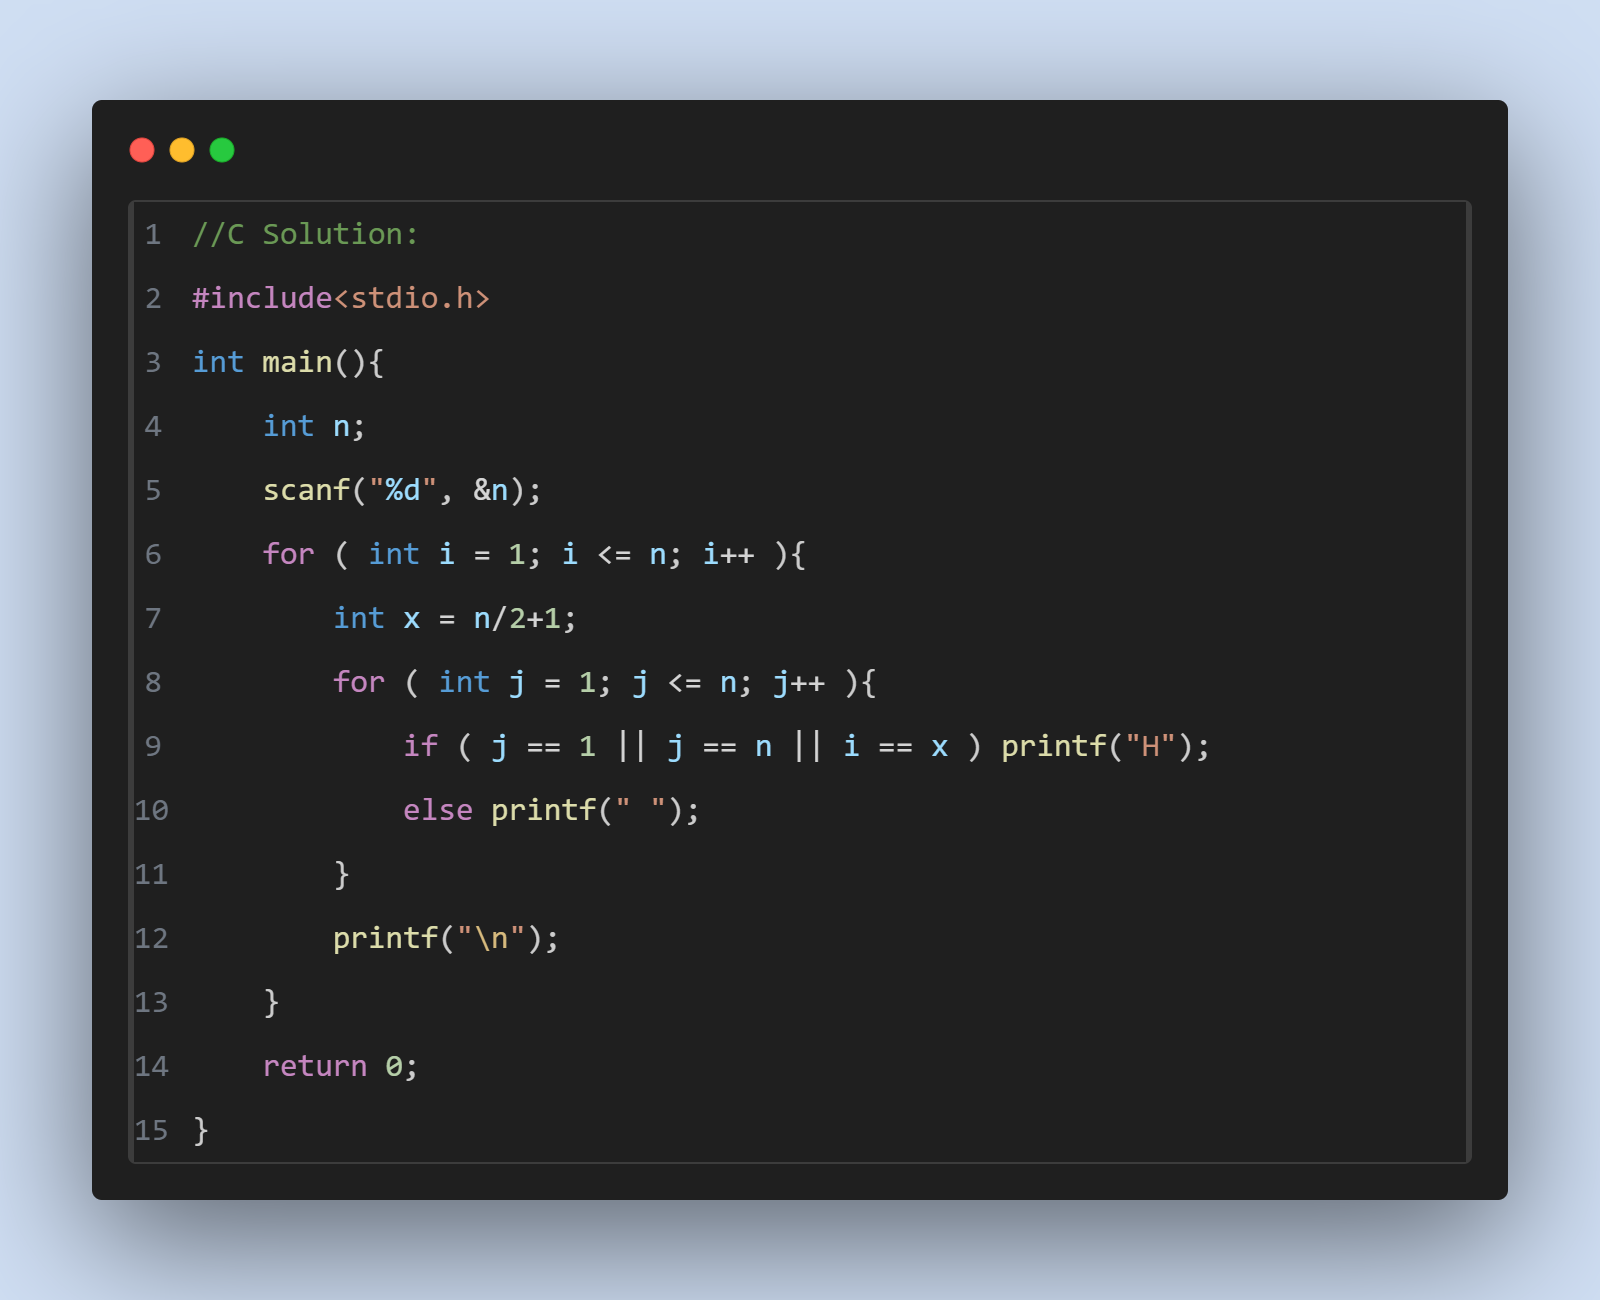 1 //C Solution:
2 #include<stdio.h>
3 int main(){
4     int n;
5     scanf("%d", &n);
6     for ( int i = 1; i <= n; i++ ){
7         int x = n/2+1;
8         for ( int j = 1; j <= n; j++ ){
9             if ( j == 1 || j == n || i == x ) printf("H");
10             else printf(" ");
11         }
12         printf("\n");
13     }
14     return 0;
15 }